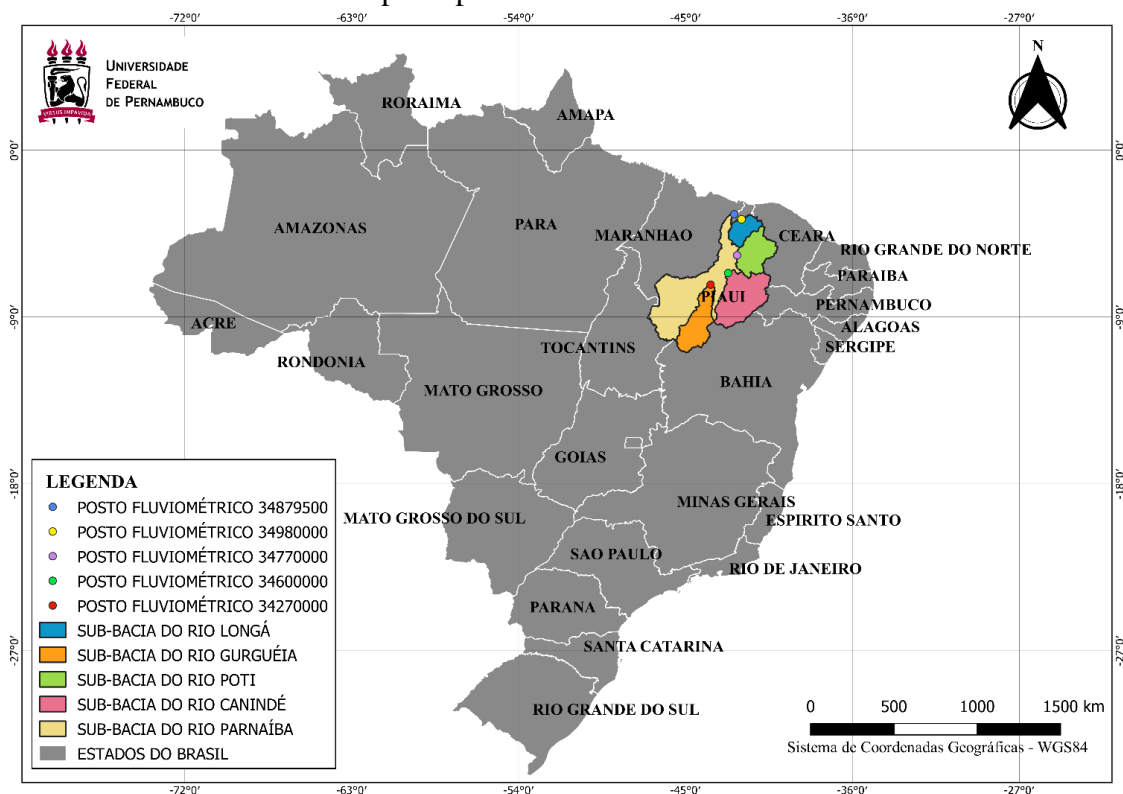 -72°0′ -63°0′ -54°0′ -45°0′ -36°0′ -27°0′
UNIVERSIDADE
FEDERAL
DE PERNAMBUCO
VIRTUS IMPAVIDA
N
RORAIMA
AMAPA
0°0′ 0°0′
AMAZONAS
PARA
MARANHAO
CEARA
RIO GRANDE DO NORTE
PARAIBA
PIAUI
PERNAMBUCO
-9°0′ -9°0′
ACRE
ALAGOAS
SERGIPE
TOCANTINS
RONDONIA
BAHIA
MATO GROSSO
GOIAS
-18°0′ -18°0′
MINAS GERAIS
MATO GROSSO DO SUL
ESPIRITO SANTO
SAO PAULO
RIO DE JANEIRO
PARANA
SANTA CATARINA
-27°0′ -27°0′
RIO GRANDE DO SUL
LEGENDA
POSTO FLUVIOMÉTRICO 34879500
POSTO FLUVIOMÉTRICO 34980000
POSTO FLUVIOMÉTRICO 34770000
POSTO FLUVIOMÉTRICO 34600000
POSTO FLUVIOMÉTRICO 34270000
SUB-BACIA DO RIO LONGÁ
SUB-BACIA DO RIO GURGUÉIA
SUB-BACIA DO RIO POTI
SUB-BACIA DO RIO CANINDÉ
SUB-BACIA DO RIO PARNAÍBA
ESTADOS DO BRASIL
0 500 1000 1500 km
Sistema de Coordenadas Geográficas - WGS84
-72°0′ -63°0′ -54°0′ -45°0′ -36°0′ -27°0′